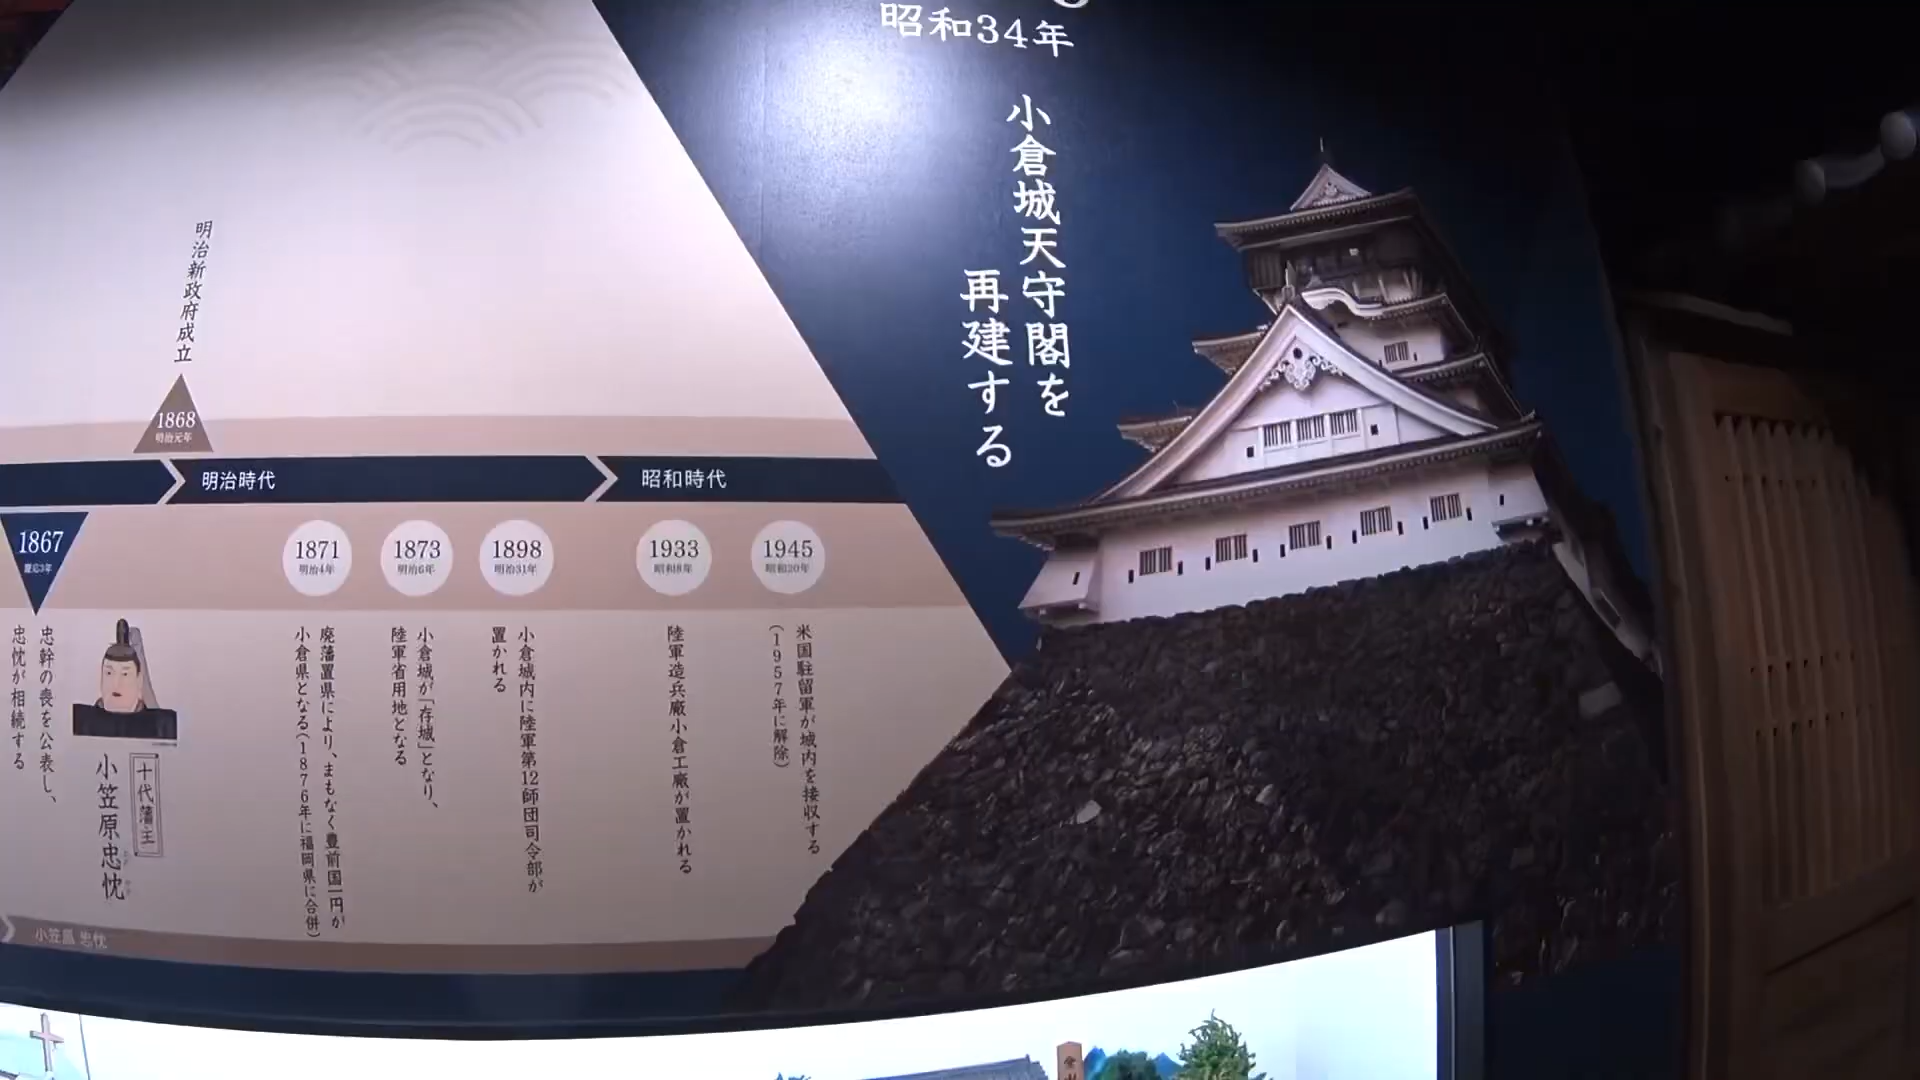 昭和34年
小倉城天守閣を
再建する
明治新政府成立
1868
明治元年
明治時代
昭和時代
1867
慶応3年
忠幹の喪を公表し、
忠忱が相続する
十代藩主
小笠原忠忱
1871
明治4年
廃藩置県により、まもなく豊前国一円が
小倉県となる(1876年に福岡県に合併)
1873
明治6年
小倉城が「存城」となり、
陸軍省用地となる
1898
明治31年
小倉城内に陸軍第12師団司令部が
置かれる
1933
昭和8年
陸軍造兵廠小倉工廠が置かれる
1945
昭和20年
米国駐留軍が城内を接収する
(1957年に解除)